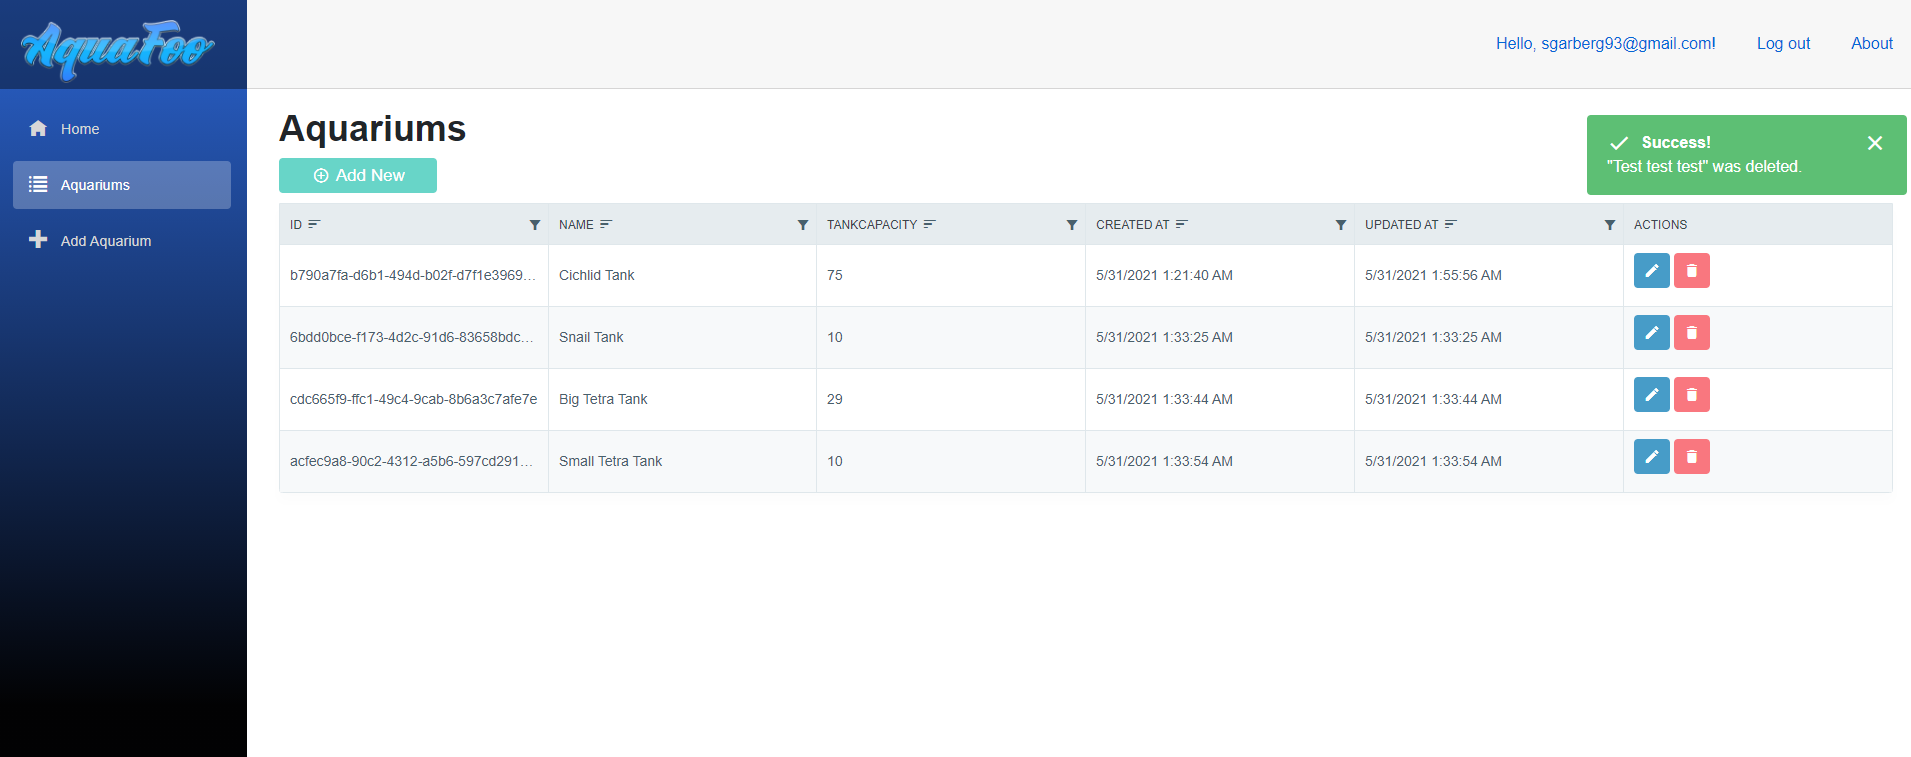 AquaFoo
Hello, sgarberg93@gmail.com! Log out About
Home
Aquariums
Add Aquarium
Aquariums
Add New
Success!
"Test test test" was deleted.
ID NAME TANKCAPACITY CREATED AT UPDATED AT ACTIONS
b790a7fa-d6b1-494d-b02f-d7f1e3969... Cichlid Tank 75 5/31/2021 1:21:40 AM 5/31/2021 1:55:56 AM
6bdd0bce-f173-4d2c-91d6-83658bdc... Snail Tank 10 5/31/2021 1:33:25 AM 5/31/2021 1:33:25 AM
cdc665f9-ffc1-49c4-9cab-8b6a3c7afe7e Big Tetra Tank 29 5/31/2021 1:33:44 AM 5/31/2021 1:33:44 AM
acfec9a8-90c2-4312-a5b6-597cd291... Small Tetra Tank 10 5/31/2021 1:33:54 AM 5/31/2021 1:33:54 AM